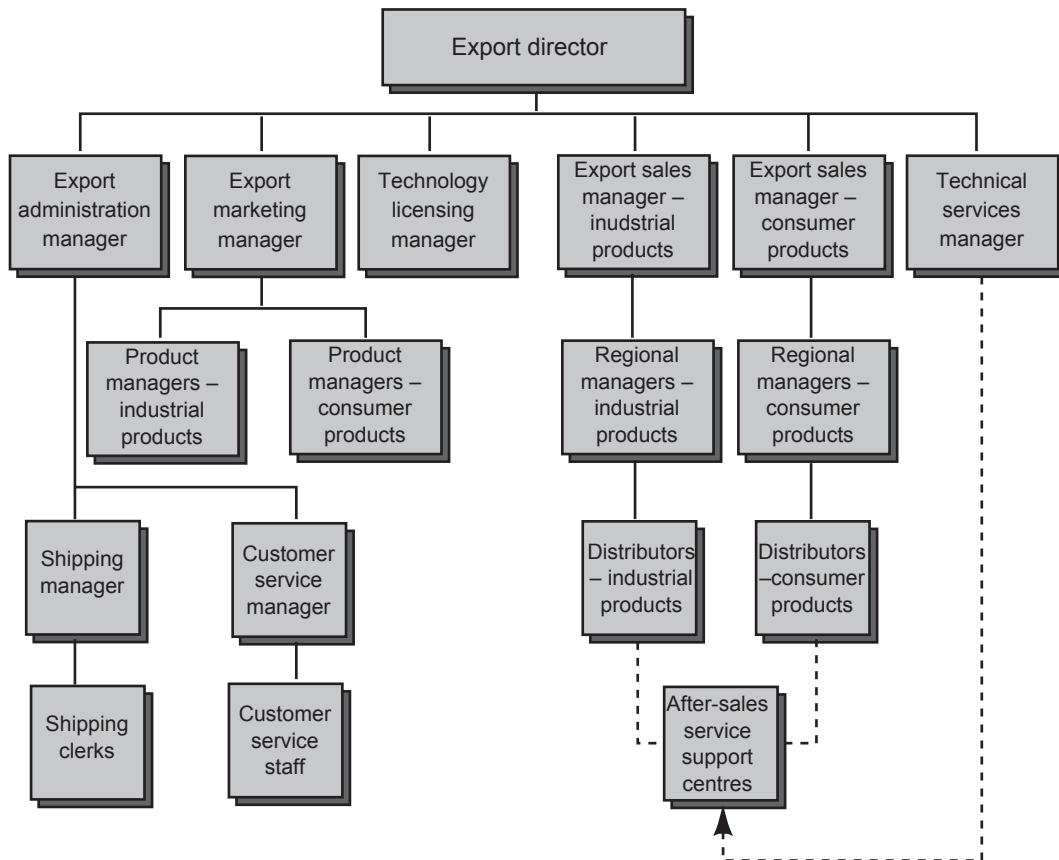 Export director
Export
administration
manager
Export
marketing
manager
Technology
licensing
manager
Export sales
manager –
inudstrial
products
Export sales
manager –
consumer
products
Technical
services
manager
Product
managers –
industrial
products
Product
managers –
consumer
products
Regional
managers –
industrial
products
Regional
managers –
consumer
products
Shipping
manager
Customer
service
manager
Distributors
– industrial
products
Distributors
–consumer
products
Shipping
clerks
Customer
service
staff
After-sales
service
support
centres